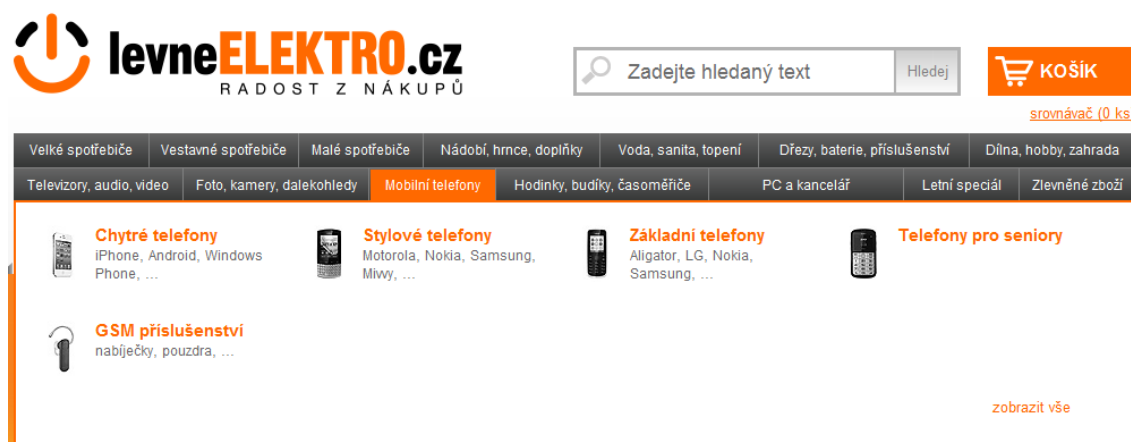 levneELEKTRO.cz
RADOST Z NÁKUPŮ
Zadejte hledaný text
Hledej
KOŠÍK
srovnávač (0 ks
Velké spotřebiče Vestavné spotřebiče Malé spotřebiče Nádobí, hrnce, doplňky Voda, sanita, topení Dřezy, baterie, příslušenství Dílna, hobby, zahrada
Televizory, audio, video Foto, kamery, dalekohledy Mobilní telefony Hodinky, budíky, časoměřiče PC a kancelář Letní speciál Zlevněné zboží
Chytré telefony
iPhone, Android, Windows
Phone, ...
Stylové telefony
Motorola, Nokia, Samsung,
Mivvy, ...
Základní telefony
Aligator, LG, Nokia,
Samsung, ...
Telefony pro seniory
GSM příslušenství
nabíječky, pouzdra, ...
zobrazit vše